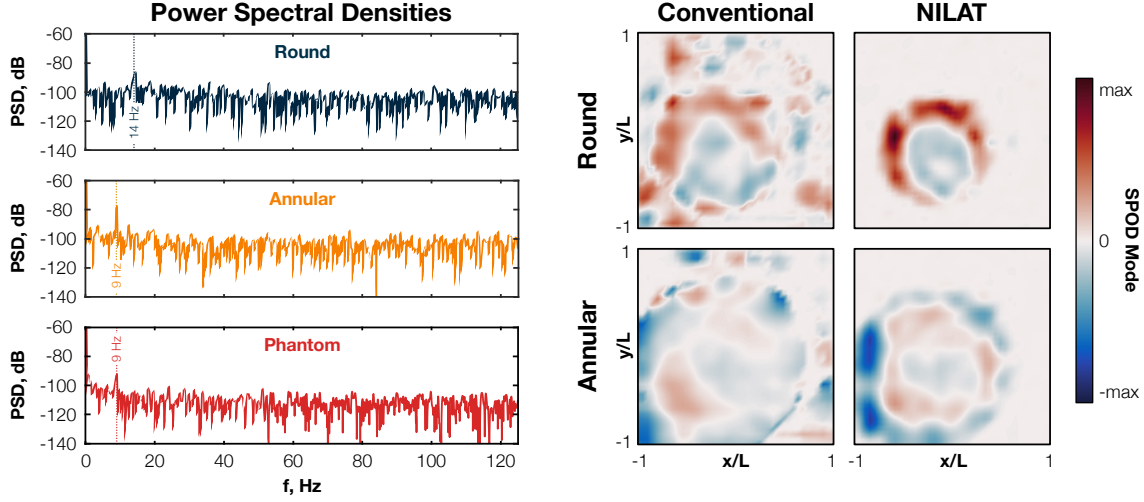 Power Spectral Densities
Conventional
NILAT
PSD, dB
-60
-80
-100
-120
-140
Round
14 Hz
PSD, dB
-60
-80
-100
-120
-140
Annular
9 Hz
PSD, dB
-60
-80
-100
-120
-140
Phantom
9 Hz
0
20
40
60
80
100
120
f, Hz
Round
1
y/L
-1
Annular
1
y/L
-1
-1
x/L
1
-1
x/L
1
max
0
-max
SPOD Mode